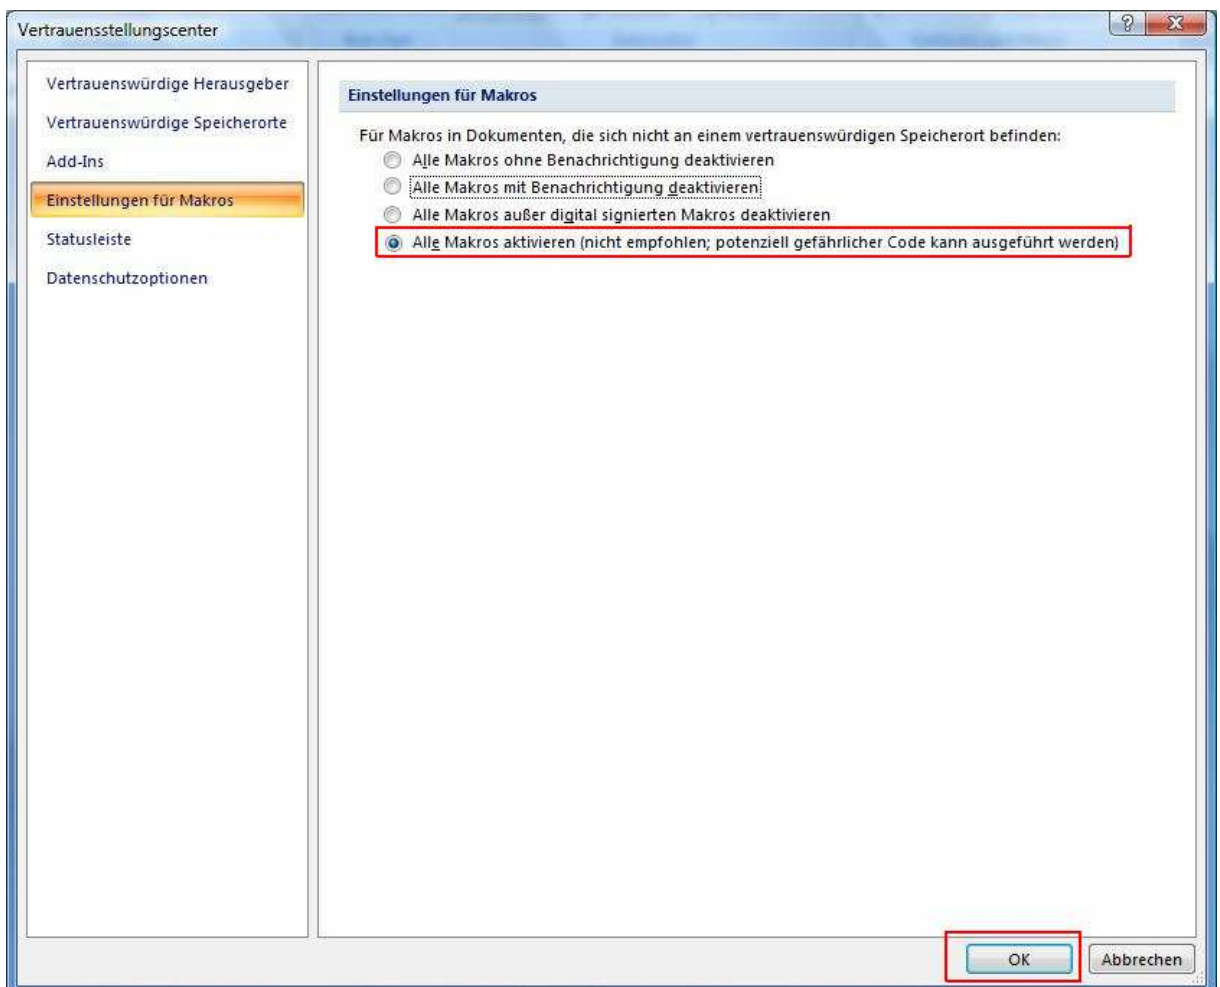 Vertrauensstellungscenter
Vertrauenswürdige Herausgeber
Vertrauenswürdige Speicherorte
Add-Ins
Einstellungen für Makros
Statusleiste
Datenschutzoptionen
Einstellungen für Makros
Für Makros in Dokumenten, die sich nicht an einem vertrauenswürdigen Speicherort befinden:
Alle Makros ohne Benachrichtigung deaktivieren
Alle Makros mit Benachrichtigung deaktivieren
Alle Makros außer digital signierten Makros deaktivieren
Alle Makros aktivieren (nicht empfohlen; potenziell gefährlicher Code kann ausgeführt werden)
OK
Abbrechen